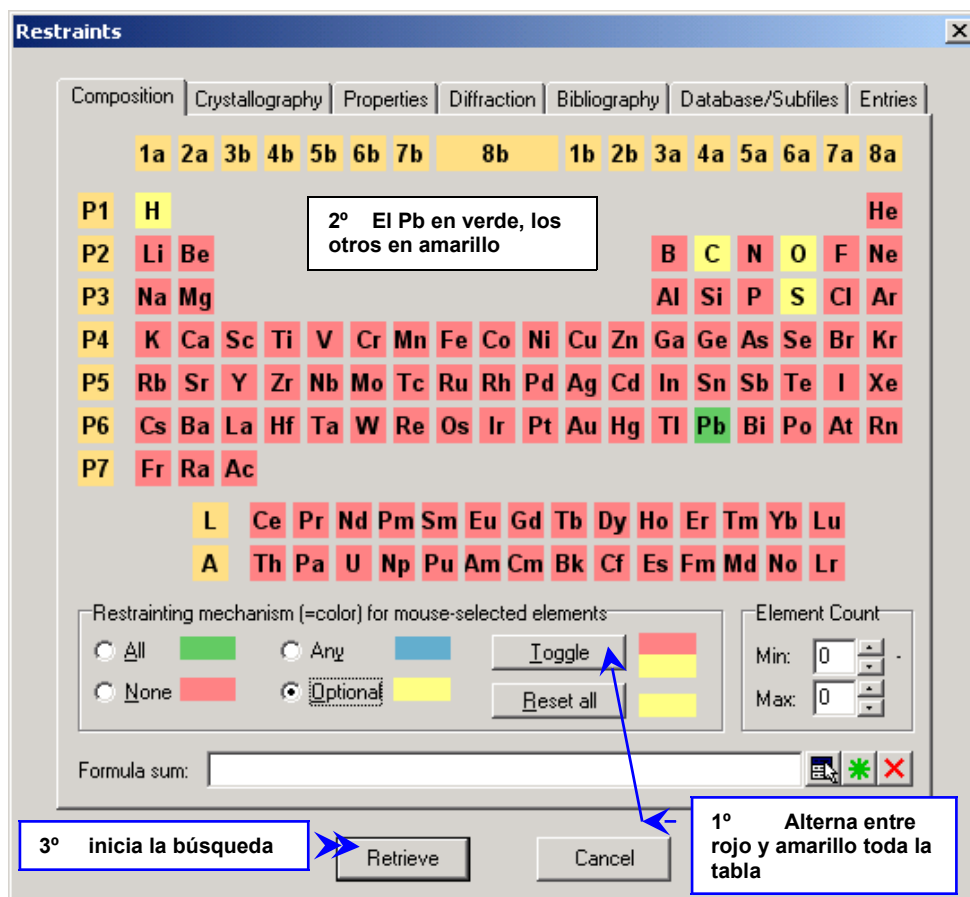 Restraints
Composition Crystallography Properties Diffraction Bibliography Database/Subfiles Entries
1a 2a 3b 4b 5b 6b 7b 8b 1b 2b 3a 4a 5a 6a 7a 8a
P1 H He
2º El Pb en verde, los
otros en amarillo
P2 Li Be B C N O F Ne
P3 Na Mg Al Si P S Cl Ar
P4 K Ca Sc Ti V Cr Mn Fe Co Ni Cu Zn Ga Ge As Se Br Kr
P5 Rb Sr Y Zr Nb Mo Tc Ru Rh Pd Ag Cd In Sn Sb Te I Xe
P6 Cs Ba La Hf Ta W Re Os Ir Pt Au Hg Tl Pb Bi Po At Rn
P7 Fr Ra Ac
L Ce Pr Nd Pm Sm Eu Gd Tb Dy Ho Er Tm Yb Lu
A Th Pa U Np Pu Am Cm Bk Cf Es Fm Md No Lr
Restrainting mechanism (=color) for mouse-selected elements
All Any Toggle
None Optional Reset all
Element Count
Min: 0 -
Max: 0
Formula sum:
3º inicia la búsqueda
Retrieve
Cancel
1º Alterna entre
rojo y amarillo toda la
tabla